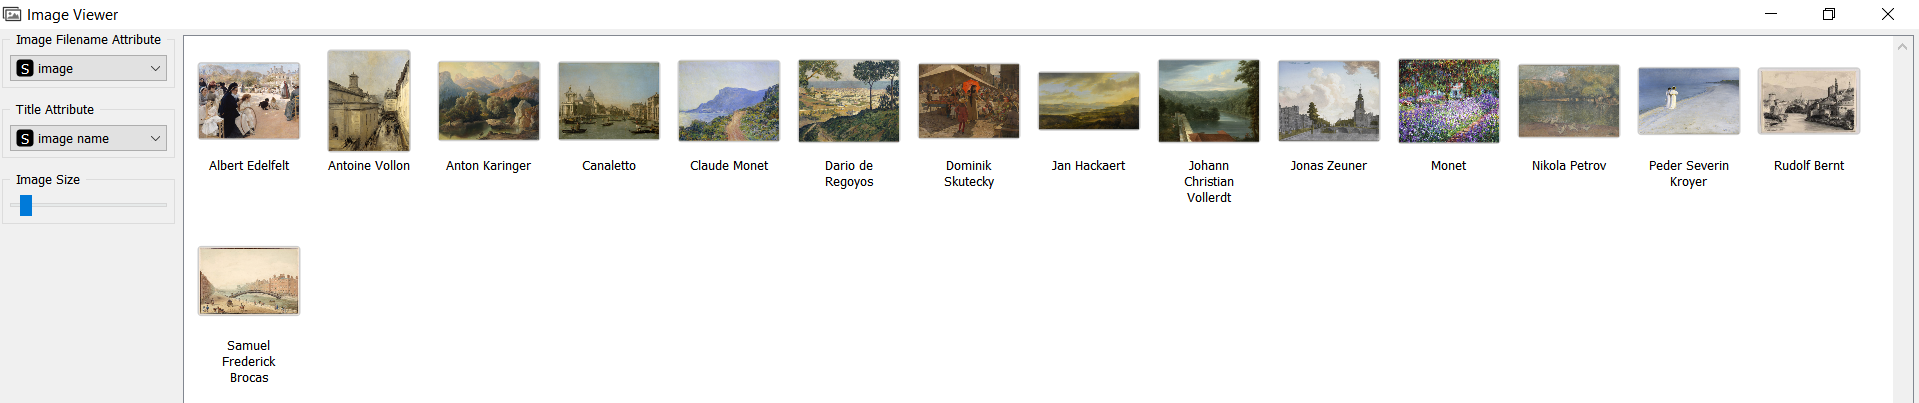 Image Viewer
Image Filename Attribute
S image
Title Attribute
S image name
Image Size
Albert Edelfelt
Antoine Vollon
Anton Karinger
Canaletto
Claude Monet
Dario de
Regoyos
Dominik
Skutecky
Jan Hackaert
Johann
Christian
Vollerdt
Jonas Zeuner
Monet
Nikola Petrov
Peder Severin
Kroyer
Rudolf Bernt
Samuel
Frederick
Brocas